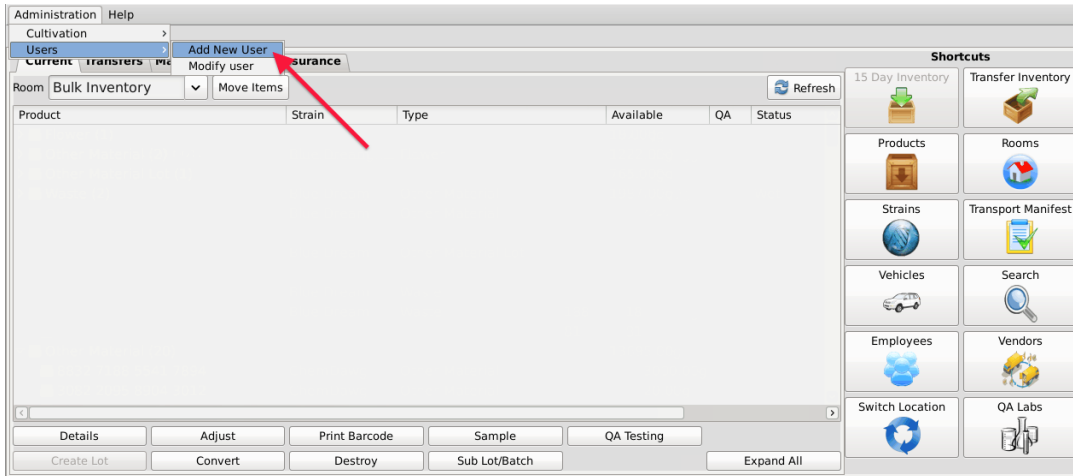 Administration Help
Cultivation >
Users > Add New User
Modify user
Current Transfers urance
Shortcuts
Room Bulk Inventory Move Items Refresh
15 Day Inventory Transfer Inventory
Product Strain Type Available QA Status
Products Rooms
Strains Transport Manifest
Vehicles Search
Employees Vendors
Switch Location QA Labs
Details Adjust Print Barcode Sample QA Testing
Create Lot Convert Destroy Sub Lot/Batch Expand All